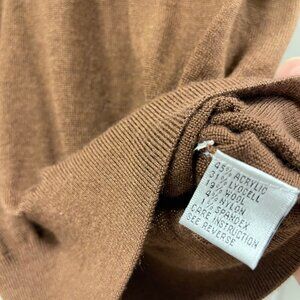 45% ACRYLIC
31% LYOCELL
19% WOOL
4% NYLON
1% SPANDEX
CARE INSTRUCTION
SEE REVERSE